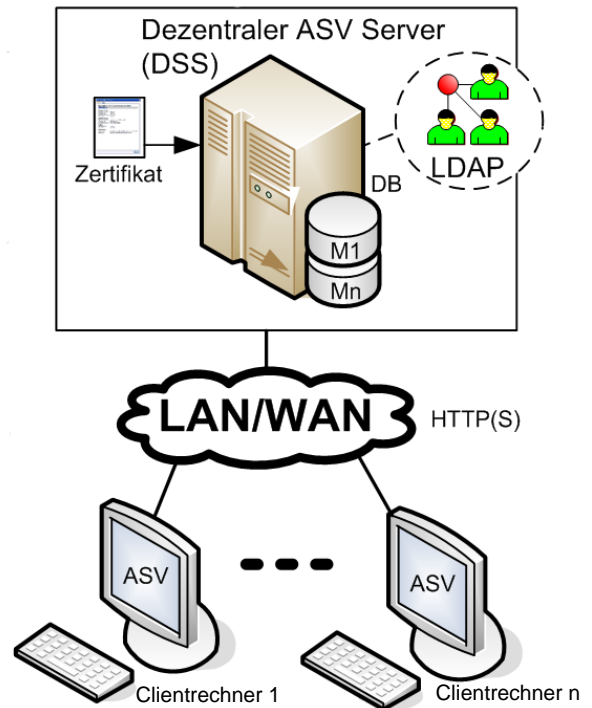 Dezentraler ASV Server
(DSS)
Zertifikat
DB
LDAP
M1
Mn
LAN/WAN
HTTP(S)
ASV
ASV
Clientrechner 1
Clientrechner n